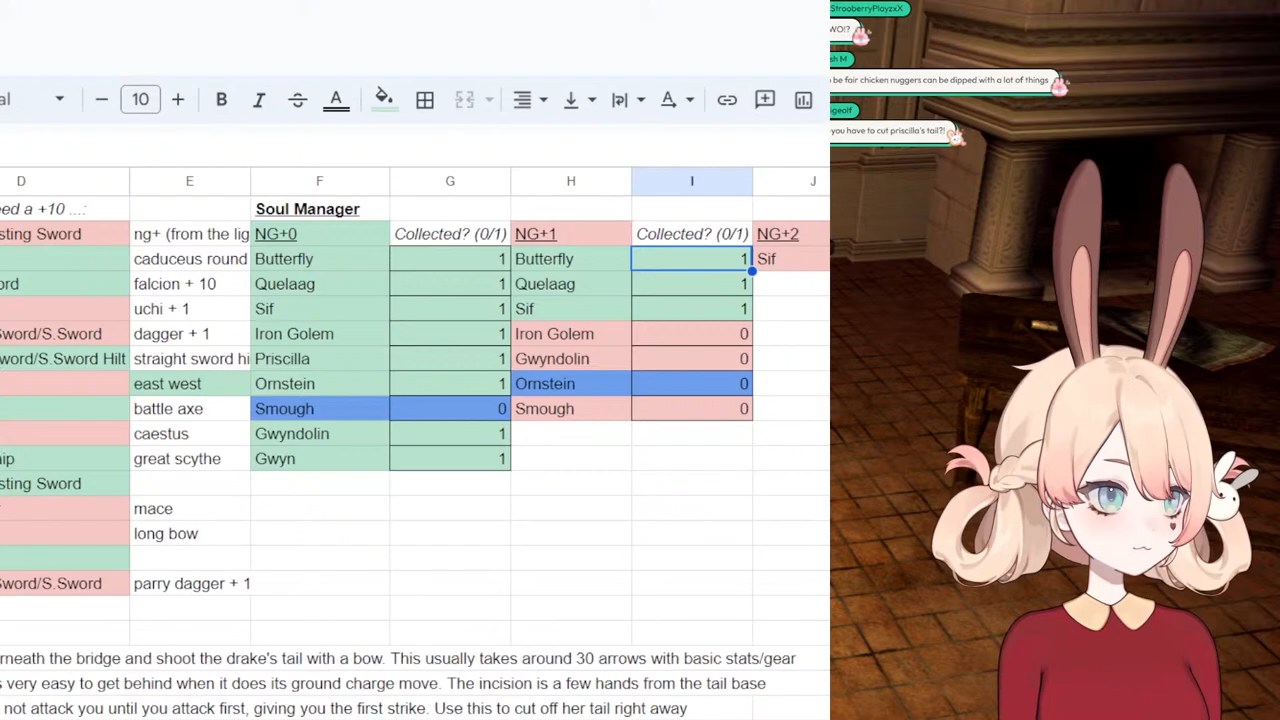 StrooberryPlayzxX
WO!?
sh M
be fair chicken nuggers can be dipped with a lot of things
igeolf
you have to cut priscilla's tail?!
al 10 B I A A
D E F G H I J
eed a +10 ...: Soul Manager
sting Sword ng+ (from the lig NG+0 Collected? (0/1) NG+1 Collected? (0/1) NG+2
caduceus round Butterfly 1 Butterfly 1 Sif
ord falcion + 10 Quelaag 1 Quelaag 1
uchi + 1 Sif 1 Sif 1
Sword/S.Sword dagger + 1 Iron Golem 1 Iron Golem 0
word/S.Sword Hilt straight sword hi Priscilla 1 Gwyndolin 0
east west Ornstein 1 Ornstein 0
battle axe Smough 0 Smough 0
caestus Gwyndolin 1
hip great scythe Gwyn 1
sting Sword
mace
long bow
Sword/S.Sword parry dagger + 1
rneath the bridge and shoot the drake's tail with a bow. This usually takes around 30 arrows with basic stats/gear
s very easy to get behind when it does its ground charge move. The incision is a few hands from the tail base
not attack you until you attack first, giving you the first strike. Use this to cut off her tail right away